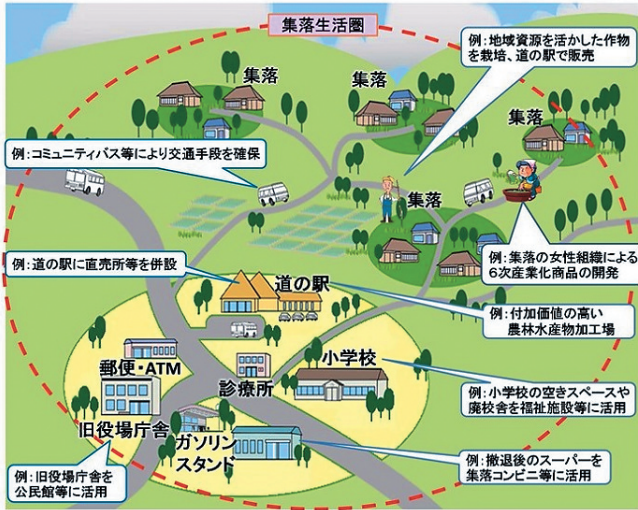 集落生活圏
例：地域資源を活かした作物
を栽培、道の駅で販売
集落
集落
集落
例：コミュニティバス等により交通手段を確保
集落
例：集落の女性組織による
6次産業化商品の開発
例：道の駅に直売所等を併設
道の駅
例：付加価値の高い
農林水産物加工場
郵便・ATM
診療所
小学校
例：小学校の空きスペースや
廃校舎を福祉施設等に活用
旧役場庁舎
ガソリン
スタンド
例：旧役場庁舎を
公民館等に活用
例：撤退後のスーパーを
集落コンビニ等に活用